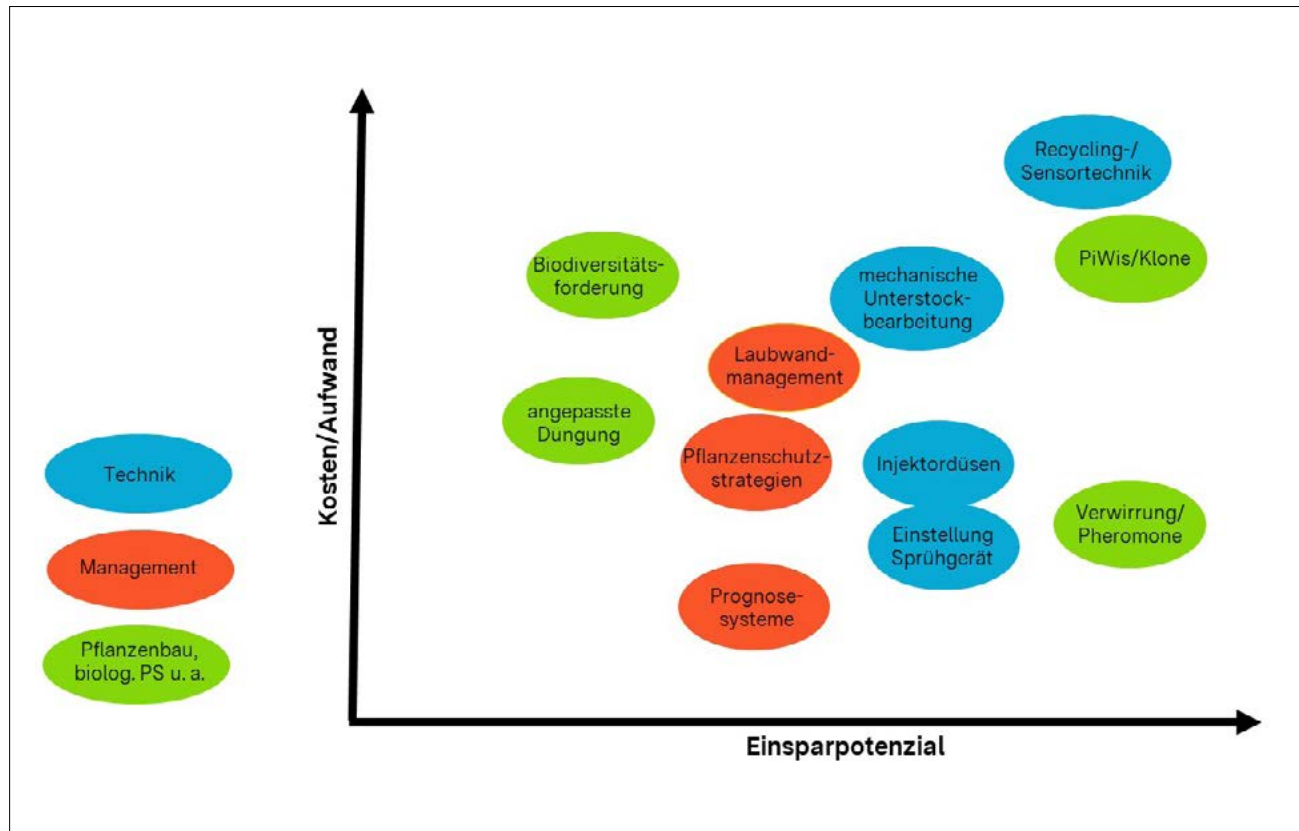 Recycling-/
Sensortechnik
PiWis/Klone
Biodiversitäts-
forderung
mechanische
Unterstock-
bearbeitung
Laubwand-
management
angepasste
Dungung
Pflanzenschutz-
strategien
Injektordüsen
Verwirrung/
Pheromone
Einstellung
Sprühgerät
Prognose-
systeme
Kosten/Aufwand
Technik
Management
Pflanzenbau,
biolog. PS u. a.
Einsparpotenzial